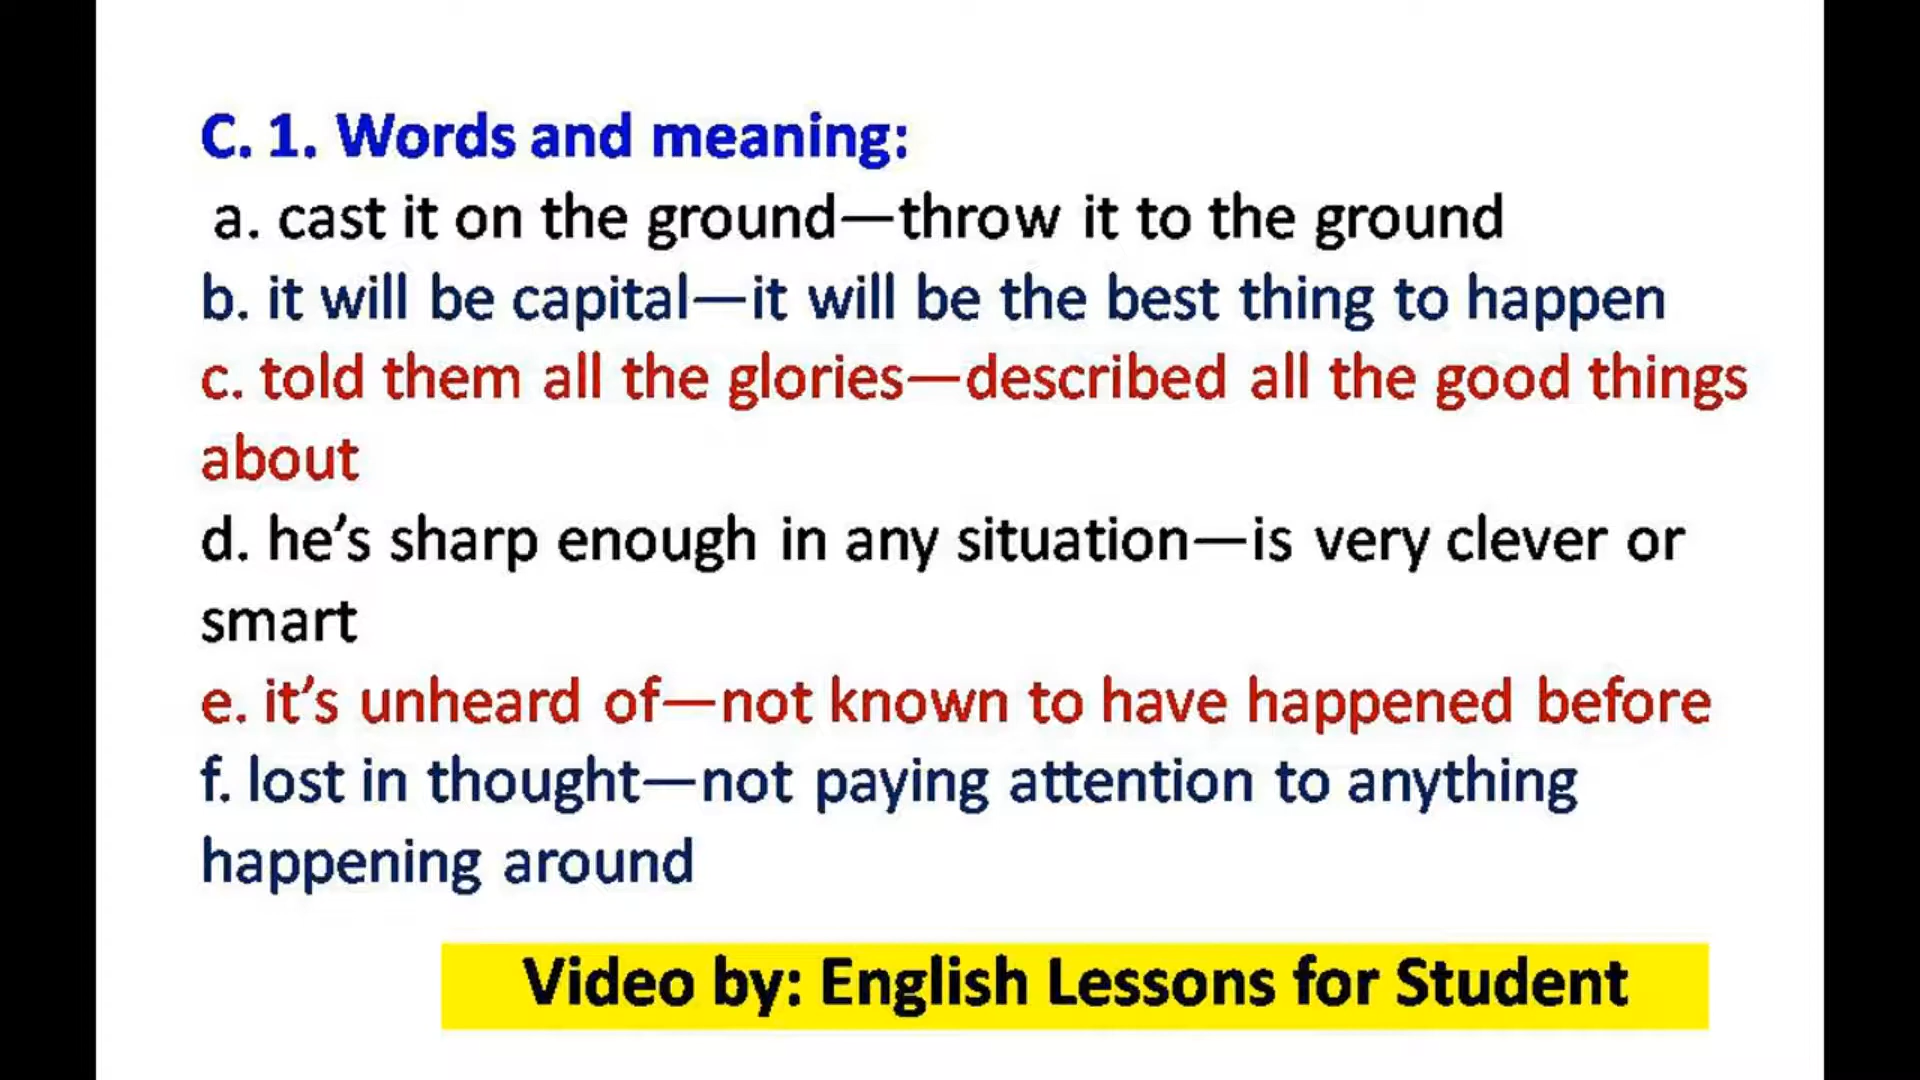 C. 1. Words and meaning:
a. cast it on the ground—throw it to the ground
b. it will be capital—it will be the best thing to happen
c. told them all the glories—described all the good things
about
d. he’s sharp enough in any situation—is very clever or
smart
e. it’s unheard of—not known to have happened before
f. lost in thought—not paying attention to anything
happening around
Video by: English Lessons for Student